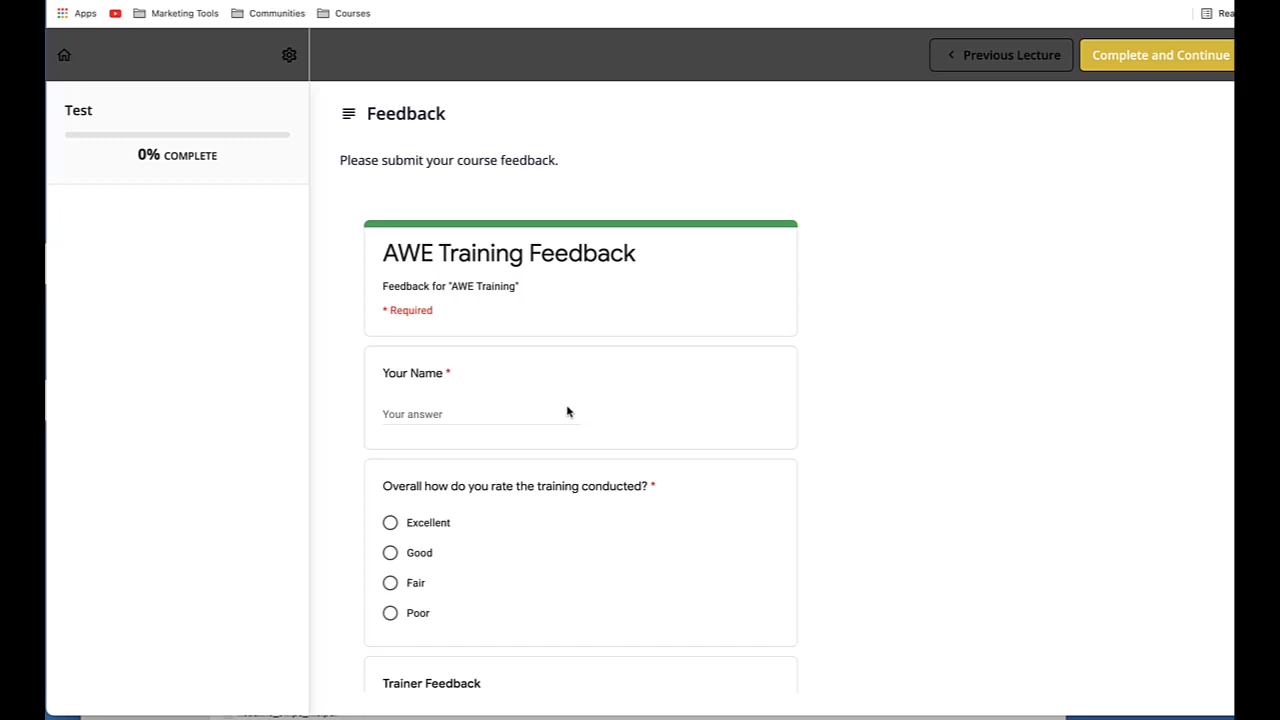 Apps
Marketing Tools
Communities
Courses
Previous Lecture
Complete and Continue
Test
0% COMPLETE
Feedback
Please submit your course feedback.
AWE Training Feedback
Feedback for "AWE Training"
* Required
Your Name *
Your answer
Overall how do you rate the training conducted? *
Excellent
Good
Fair
Poor
Trainer Feedback